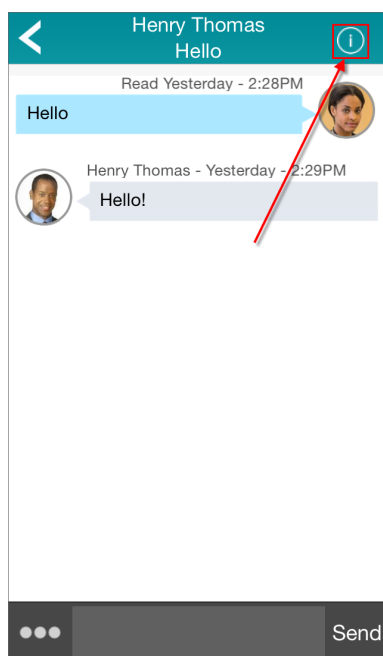 Henry Thomas
Hello
Read Yesterday - 2:28PM
Hello
Henry Thomas - Yesterday - 2:29PM
Hello!
Send